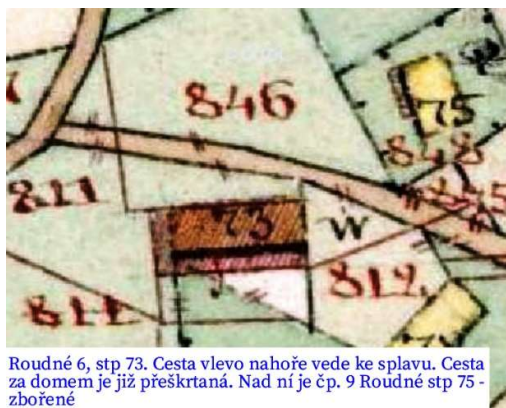 846
75
848
811
73
W
812
811
Roudné 6, stp 73. Cesta vlevo nahoře vede ke splavu. Cesta
za domem je již přeškrtaná. Nad ní je čp. 9 Roudné stp 75 -
zbořené